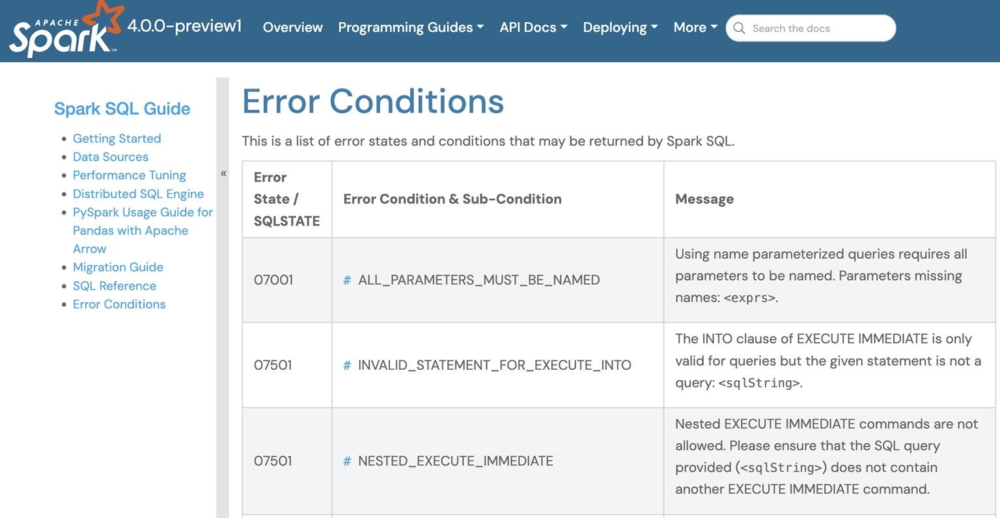 APACHE
Spark™
4.0.0-preview1
Overview
Programming Guides
API Docs
Deploying
More
Search the docs
Spark SQL Guide
Getting Started
Data Sources
Performance Tuning
Distributed SQL Engine
PySpark Usage Guide for
Pandas with Apache
Arrow
Migration Guide
SQL Reference
Error Conditions
«
Error Conditions
This is a list of error states and conditions that may be returned by Spark SQL.
Error
State /
SQLSTATE
Error Condition & Sub-Condition
Message
07001
# ALL_PARAMETERS_MUST_BE_NAMED
Using name parameterized queries requires all
parameters to be named. Parameters missing
names: <exprs>.
07501
# INVALID_STATEMENT_FOR_EXECUTE_INTO
The INTO clause of EXECUTE IMMEDIATE is only
valid for queries but the given statement is not a
query: <sqlString>.
07501
# NESTED_EXECUTE_IMMEDIATE
Nested EXECUTE IMMEDIATE commands are not
allowed. Please ensure that the SQL query
provided (<sqlString>) does not contain
another EXECUTE IMMEDIATE command.